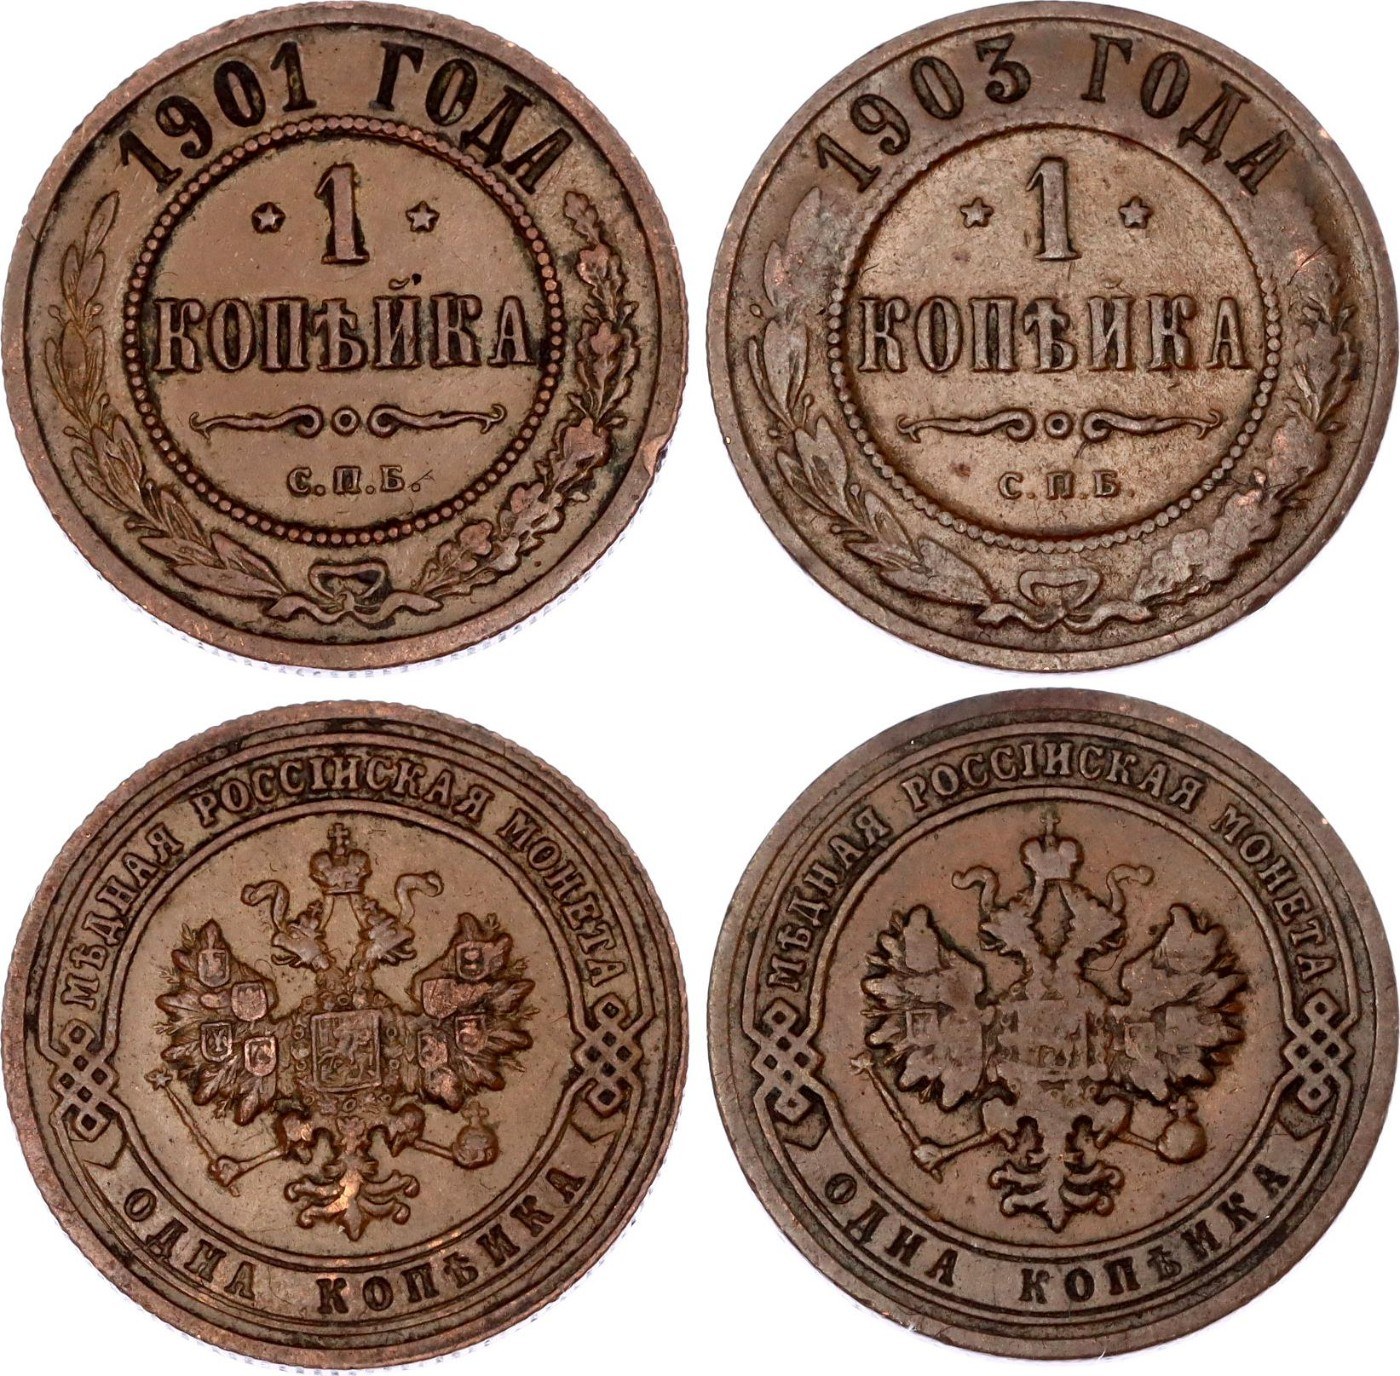 1901 ГОДА
1
КОПѢЙКА
С.П.Б.
1903 ГОДА
1
КОПѢЙКА
С.П.Б.
МѢДНАЯ РОССІЙСКАЯ МОНЕТА
ОДНА КОПѢЙКА
МѢДНАЯ РОССІЙСКАЯ МОНЕТА
ОДНА КОПѢЙКА